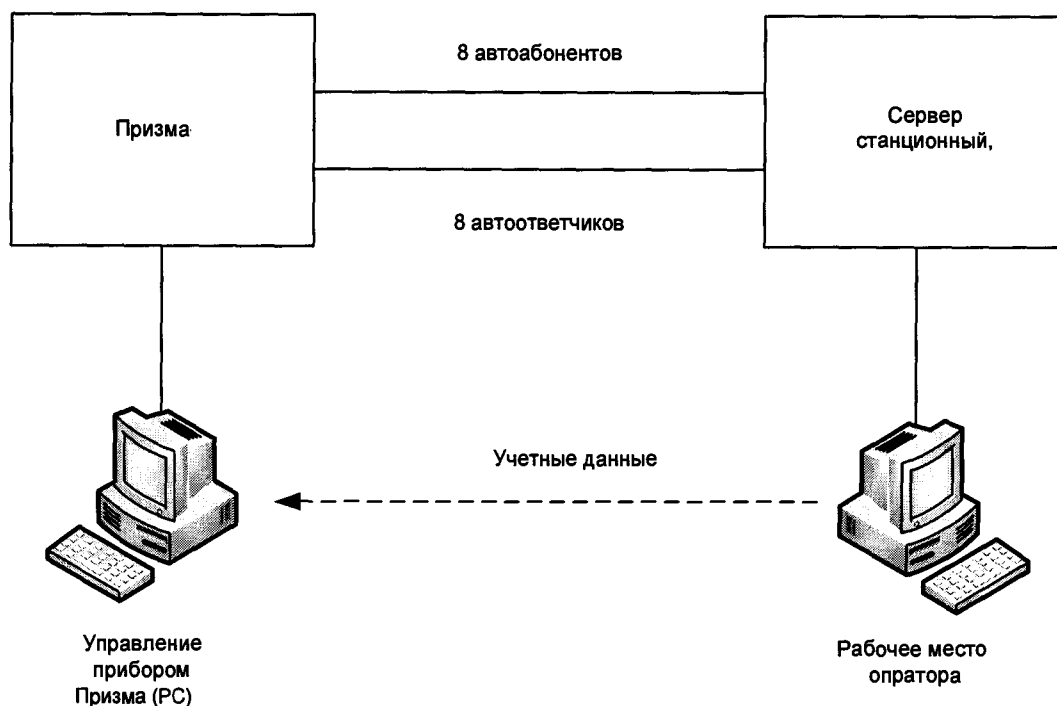 8 автоабонентов
Призма
Сервер
станционный,
8 автоответчиков
Учетные данные
Управление
прибором
Призма (PC)
Рабочее место
опратора